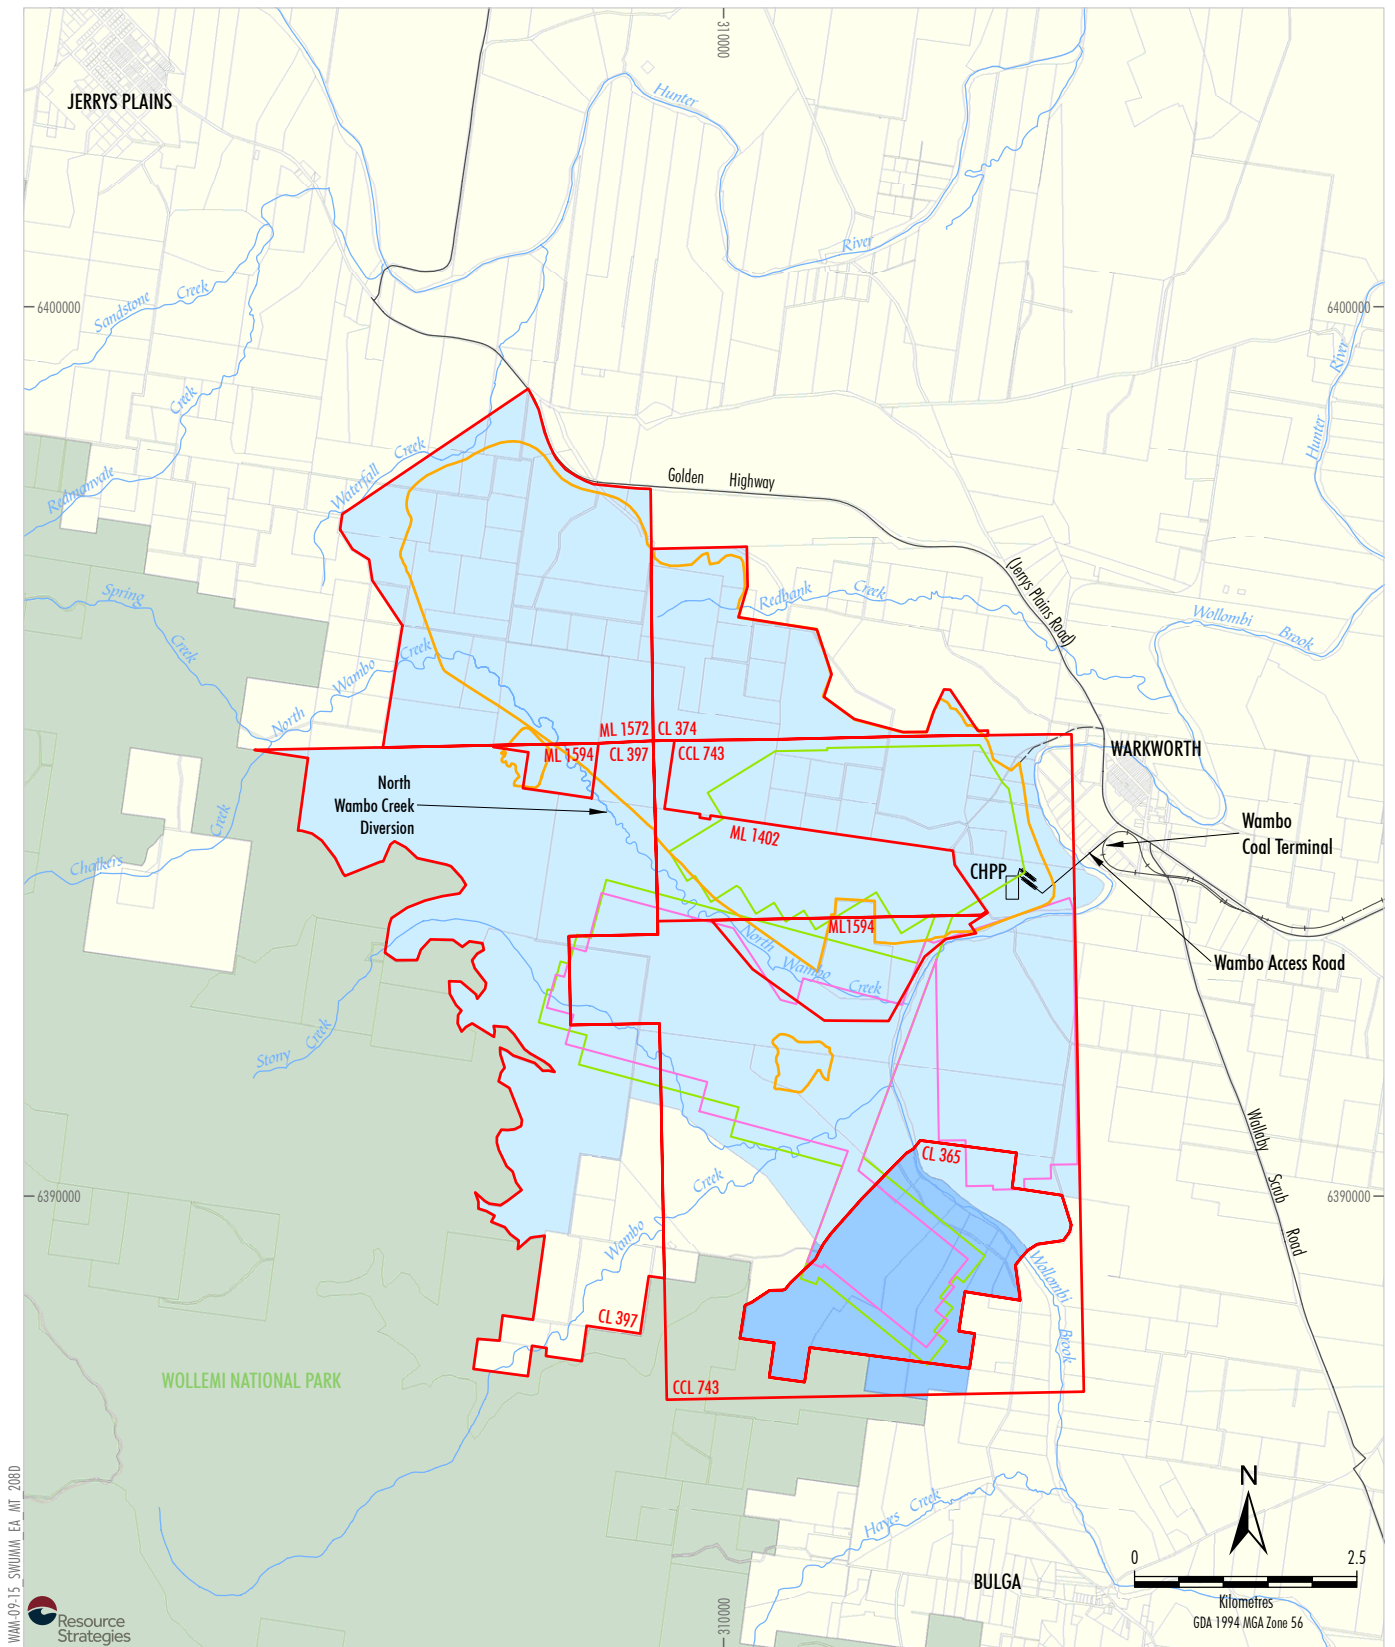 310000
JERRYS PLAINS
Hunter
River
Sandstone Creek
6400000
6400000
Hunter River
Creek
Redmanvale
Waterfall Creek
Golden Highway
(Jerrys Plains Road)
Spring
Creek
Redbank Creek
Wollombi Brook
North Wambo Creek
ML 1572
CL 374
ML 1594
CL 397
CCL 743
WARKWORTH
North
Wambo Creek
Diversion
ML 1402
Wambo
Coal Terminal
Chalkers Creek
CHPP
ML1594
North Wambo Creek
Wambo Access Road
Stony Creek
Wallaby Scrub Road
CL 365
6390000
6390000
Wambo Creek
Wollombi Brook
CL 397
WOLLEMI NATIONAL PARK
CCL 743
Hayes Creek
N
BULGA
0 2.5
Kilometres
GDA 1994 MGA Zone 56
310000
WAM-09-15_SWUMM_EA_MT_208D
Resource
Strategies